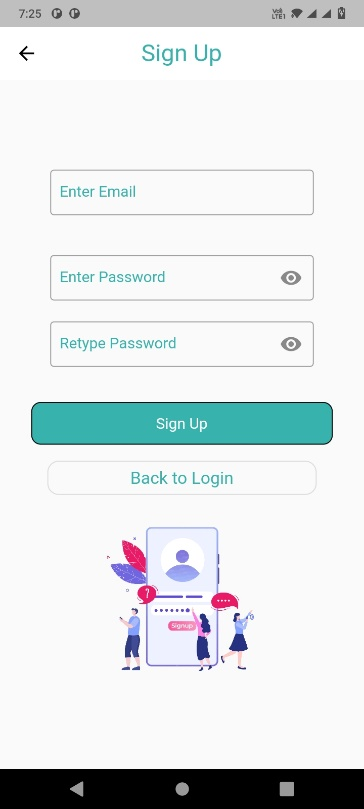 7:25
Sign Up
Enter Email
Enter Password
Retype Password
Sign Up
Back to Login
?
Signup